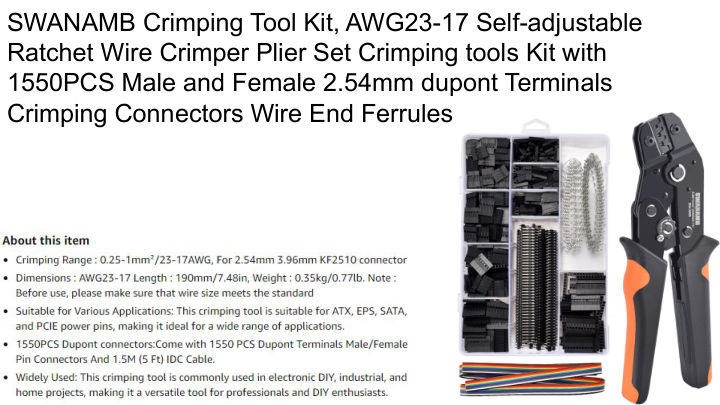 SWANAMB Crimping Tool Kit, AWG23-17 Self-adjustable
Ratchet Wire Crimper Plier Set Crimping tools Kit with
1550PCS Male and Female 2.54mm dupont Terminals
Crimping Connectors Wire End Ferrules
About this item
• Crimping Range : 0.25-1mm²/23-17AWG, For 2.54mm 3.96mm KF2510 connector
• Dimensions : AWG23-17 Length : 190mm/7.48in, Weight : 0.35kg/0.77lb. Note :
Before use, please make sure that wire size meets the standard
• Suitable for Various Applications: This crimping tool is suitable for ATX, EPS, SATA,
and PCIE power pins, making it ideal for a wide range of applications.
• 1550PCS Dupont connectors:Come with 1550 PCS Dupont Terminals Male/Female
Pin Connectors And 1.5M (5 Ft) IDC Cable.
• Widely Used: This crimping tool is commonly used in electronic DIY, industrial, and
home projects, making it a versatile tool for professionals and DIY enthusiasts.
SWANAMB